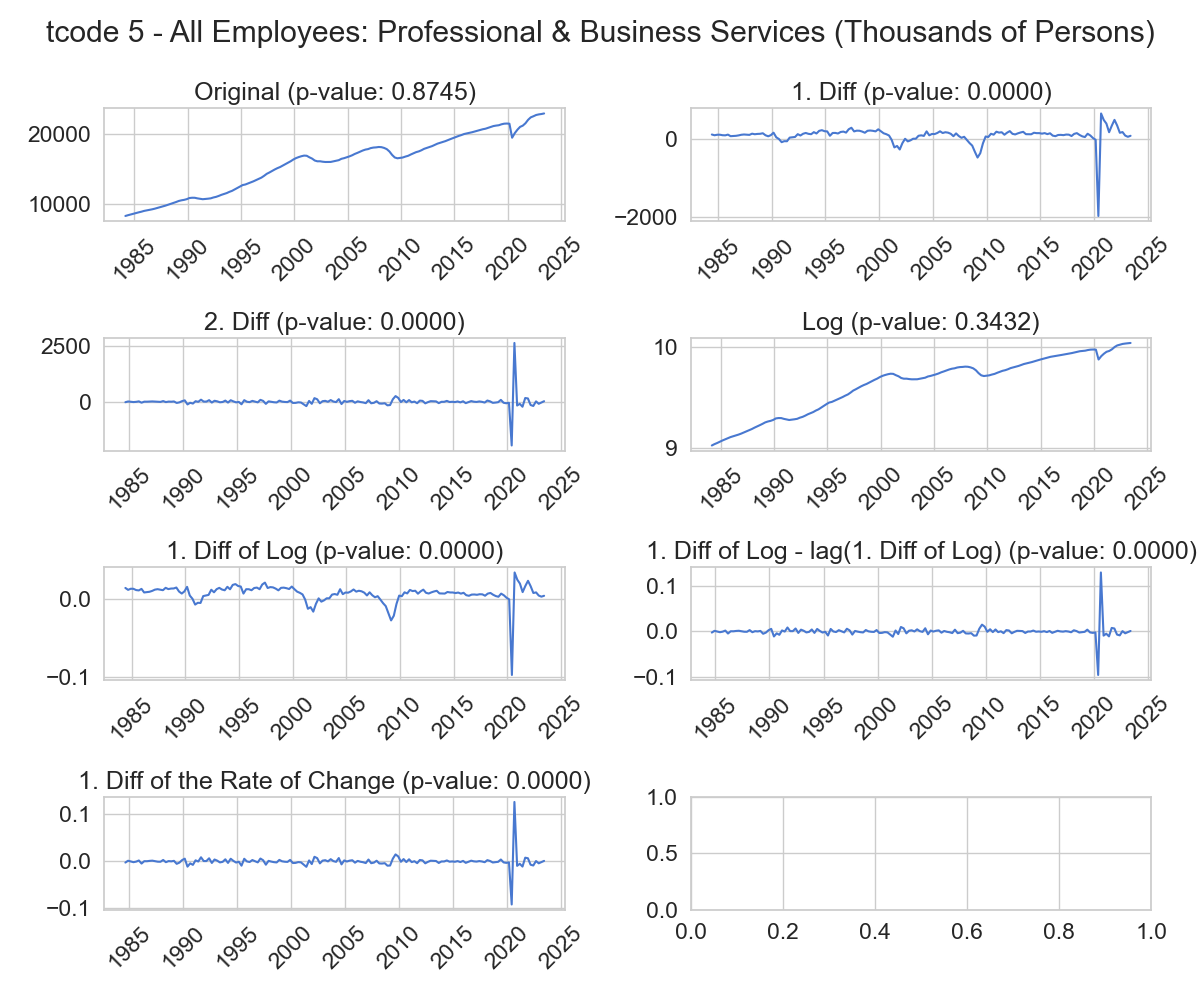 tcode 5 - All Employees: Professional & Business Services (Thousands of Persons)
Original (p-value: 0.8745)
20000
10000
1985 1990 1995 2000 2005 2010 2015 2020 2025
1. Diff (p-value: 0.0000)
0
−2000
1985 1990 1995 2000 2005 2010 2015 2020 2025
2. Diff (p-value: 0.0000)
2500
0
1985 1990 1995 2000 2005 2010 2015 2020 2025
Log (p-value: 0.3432)
10
9
1985 1990 1995 2000 2005 2010 2015 2020 2025
1. Diff of Log (p-value: 0.0000)
0.0
−0.1
1985 1990 1995 2000 2005 2010 2015 2020 2025
1. Diff of Log - lag(1. Diff of Log) (p-value: 0.0000)
0.1
0.0
−0.1
1985 1990 1995 2000 2005 2010 2015 2020 2025
1. Diff of the Rate of Change (p-value: 0.0000)
0.1
0.0
−0.1
1985 1990 1995 2000 2005 2010 2015 2020 2025
1.0
0.5
0.0
0.0 0.2 0.4 0.6 0.8 1.0